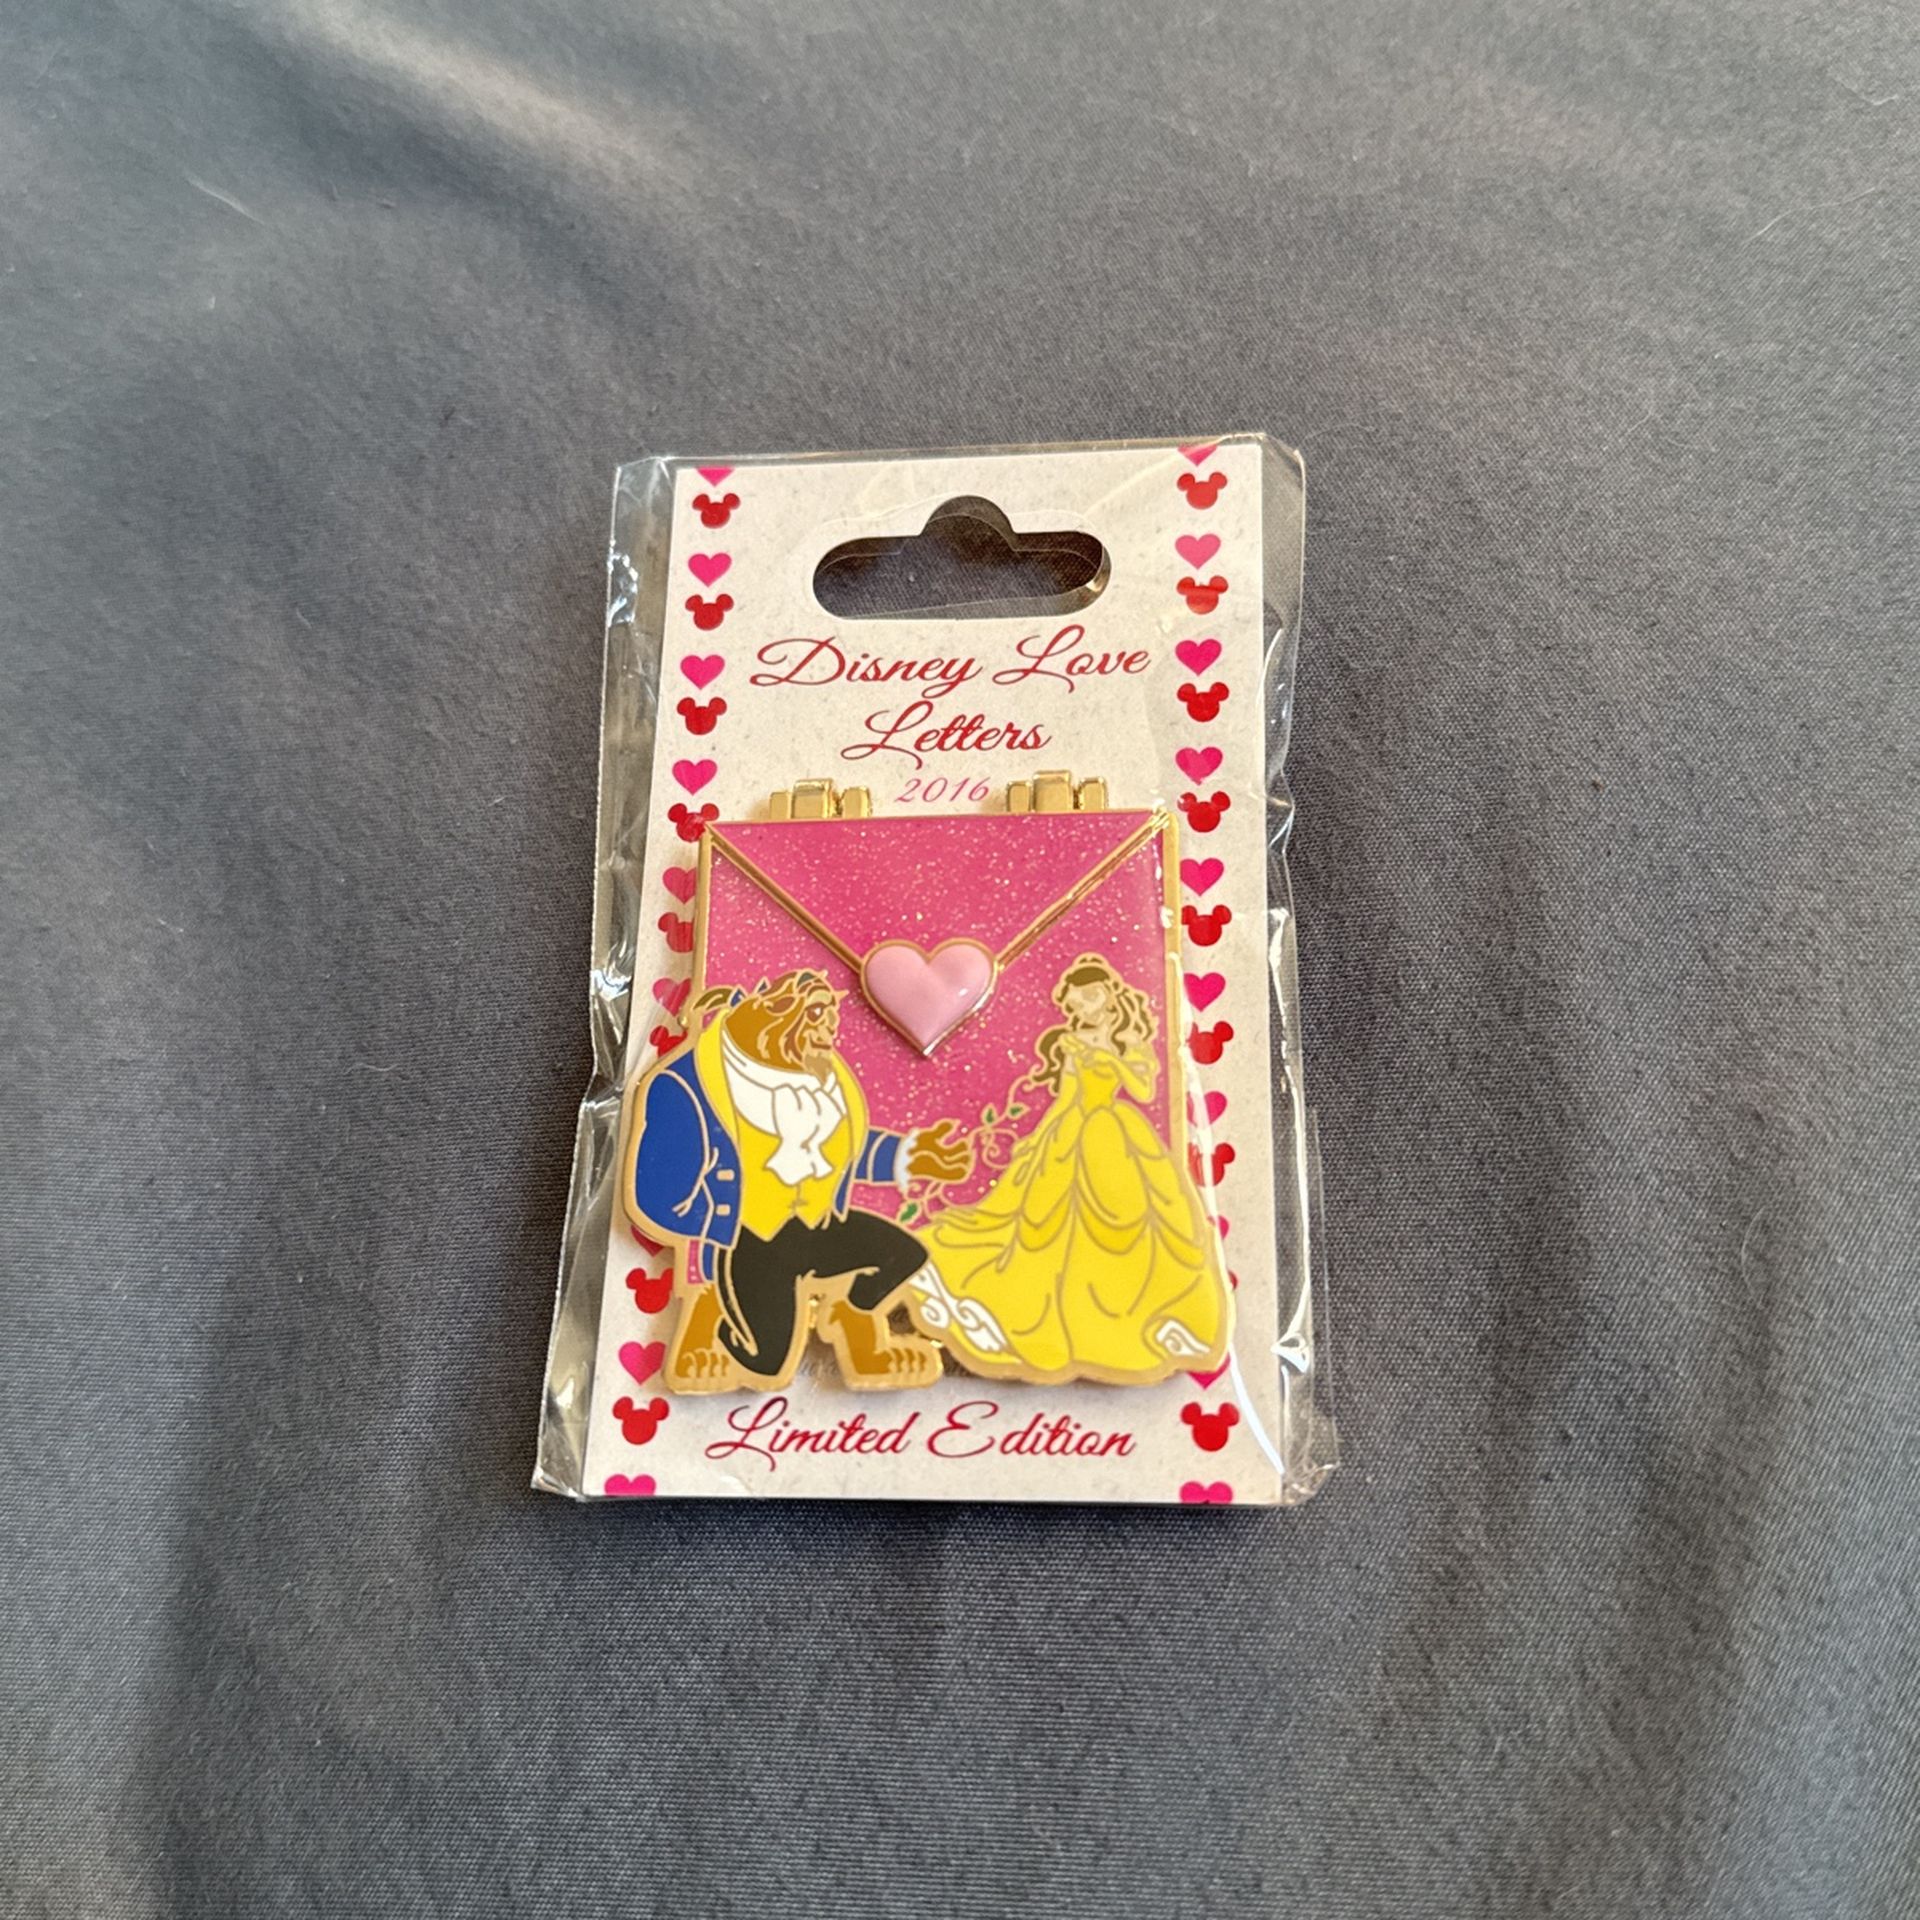 Disney Love
Letters
2016
Limited Edition